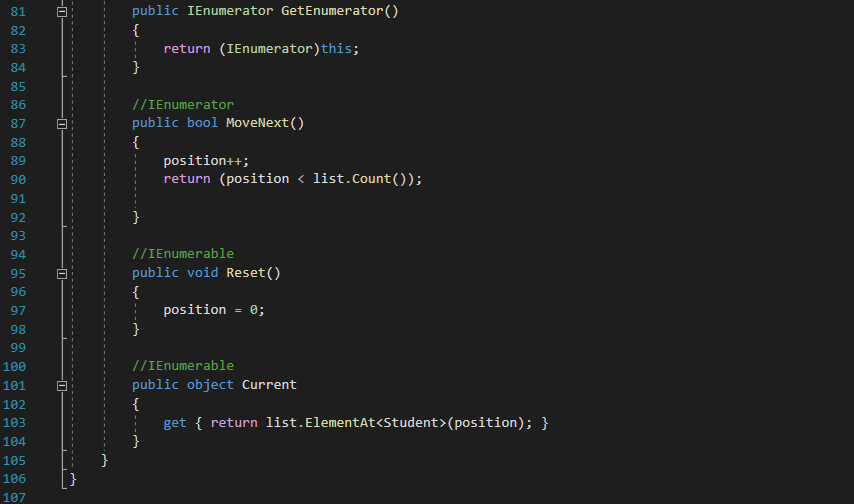 81 public IEnumerator GetEnumerator()
82 {
83 return (IEnumerator)this;
84 }
85
86 //IEnumerator
87 public bool MoveNext()
88 {
89 position++;
90 return (position < list.Count());
91
92 }
93
94 //IEnumerable
95 public void Reset()
96 {
97 position = 0;
98 }
99
100 //IEnumerable
101 public object Current
102 {
103 get { return list.ElementAt<Student>(position); }
104 }
105 }
106 }
107